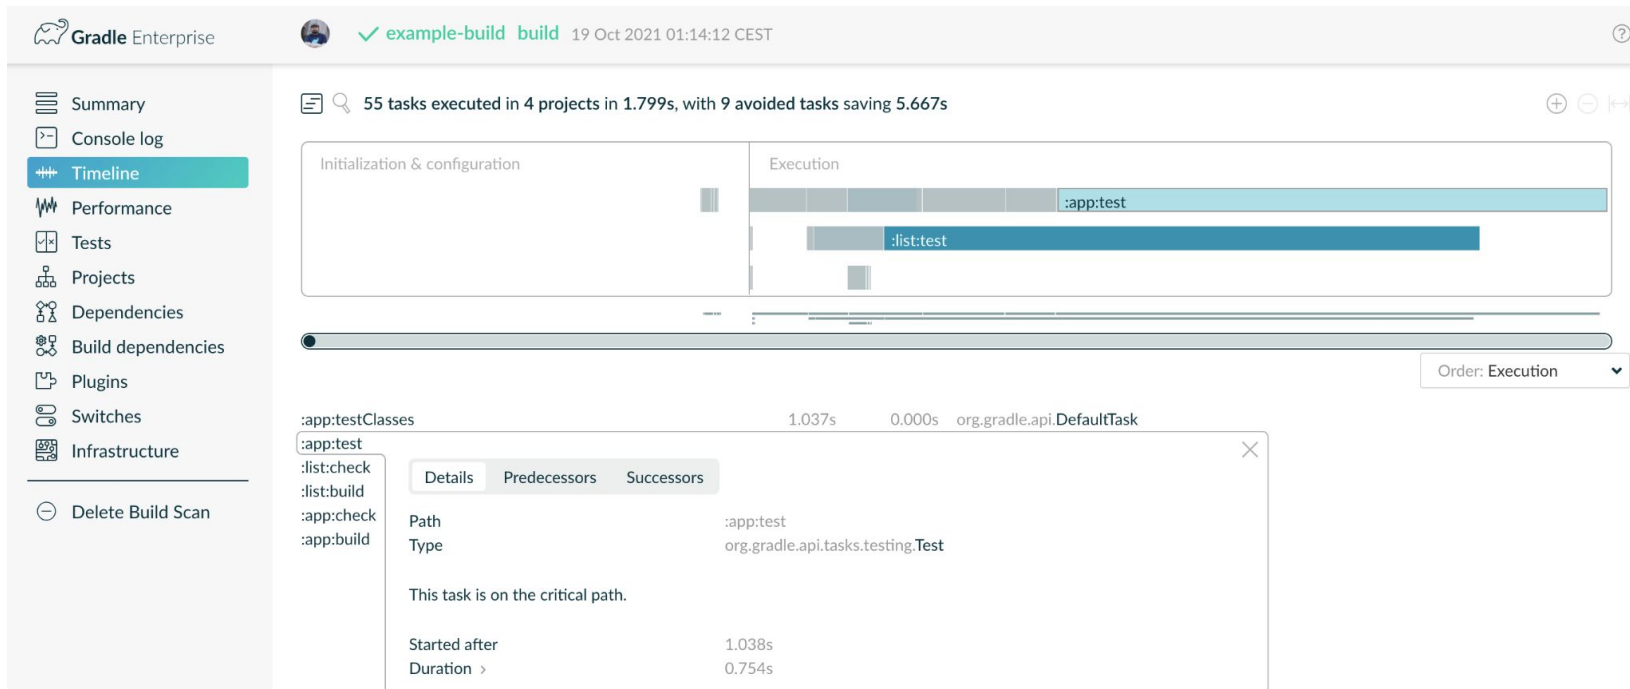 Gradle Enterprise
example-build build 19 Oct 2021 01:14:12 CEST
Summary
Console log
Timeline
Performance
Tests
Projects
Dependencies
Build dependencies
Plugins
Switches
Infrastructure
Delete Build Scan
55 tasks executed in 4 projects in 1.799s, with 9 avoided tasks saving 5.667s
Initialization & configuration
Execution
:app:test
:list:test
Order: Execution
:app:testClasses 1.037s 0.000s org.gradle.api.DefaultTask
:app:test
:list:check
:list:build
:app:check
:app:build
Details Predecessors Successors
Path :app:test
Type org.gradle.api.tasks.testing.Test
This task is on the critical path.
Started after 1.038s
Duration > 0.754s